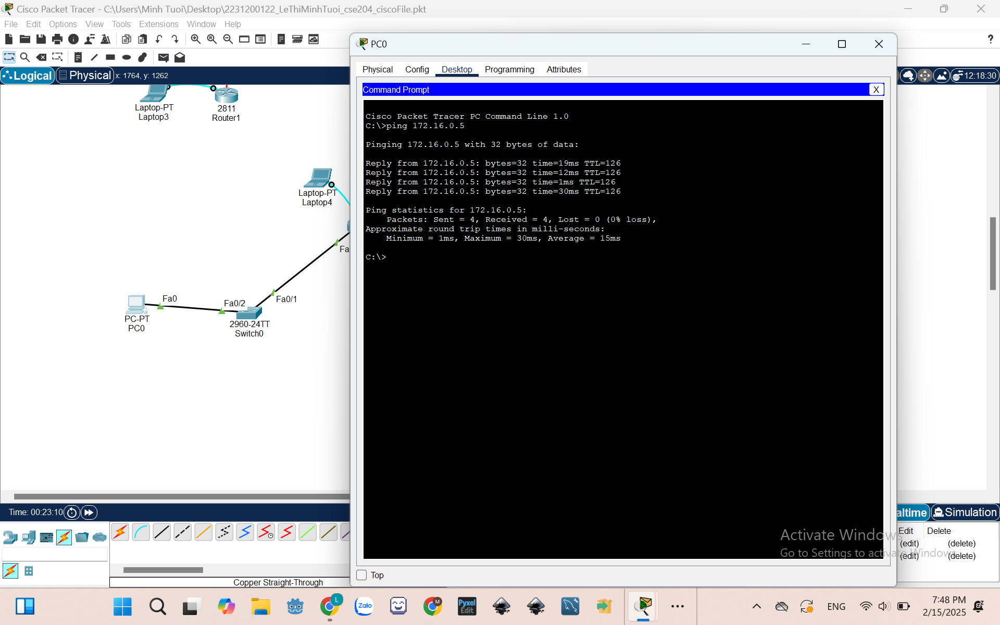 Cisco Packet Tracer - C:\Users\Minh Tuoi\Desktop\2231200122_LeThiMinhTuoi_cse204_ciscoFile.pkt
File Edit Options View Tools Extensions Window Help
?
Logical Physical x: 1764, y: 1262
12:18:30
Laptop-PT
Laptop3
2811
Router1
Laptop-PT
Laptop4
Fa
Fa0
Fa0/2
Fa0/1
PC-PT
PC0
2960-24TT
Switch0
PC0
Physical Config Desktop Programming Attributes
Command Prompt
X
Cisco Packet Tracer PC Command Line 1.0
C:\>ping 172.16.0.5
Pinging 172.16.0.5 with 32 bytes of data:
Reply from 172.16.0.5: bytes=32 time=19ms TTL=126
Reply from 172.16.0.5: bytes=32 time=12ms TTL=126
Reply from 172.16.0.5: bytes=32 time=1ms TTL=126
Reply from 172.16.0.5: bytes=32 time=30ms TTL=126
Ping statistics for 172.16.0.5:
Packets: Sent = 4, Received = 4, Lost = 0 (0% loss),
Approximate round trip times in milli-seconds:
Minimum = 1ms, Maximum = 30ms, Average = 15ms
C:\>
Top
Time: 00:23:10
altime Simulation
Edit Delete
(edit) (delete)
(edit) (delete)
Activate Windows
Go to Settings to activate Windows.
Copper Straight-Through
L
Zalo
M
Pyxel
Edit
ENG
7:48 PM
2/15/2025